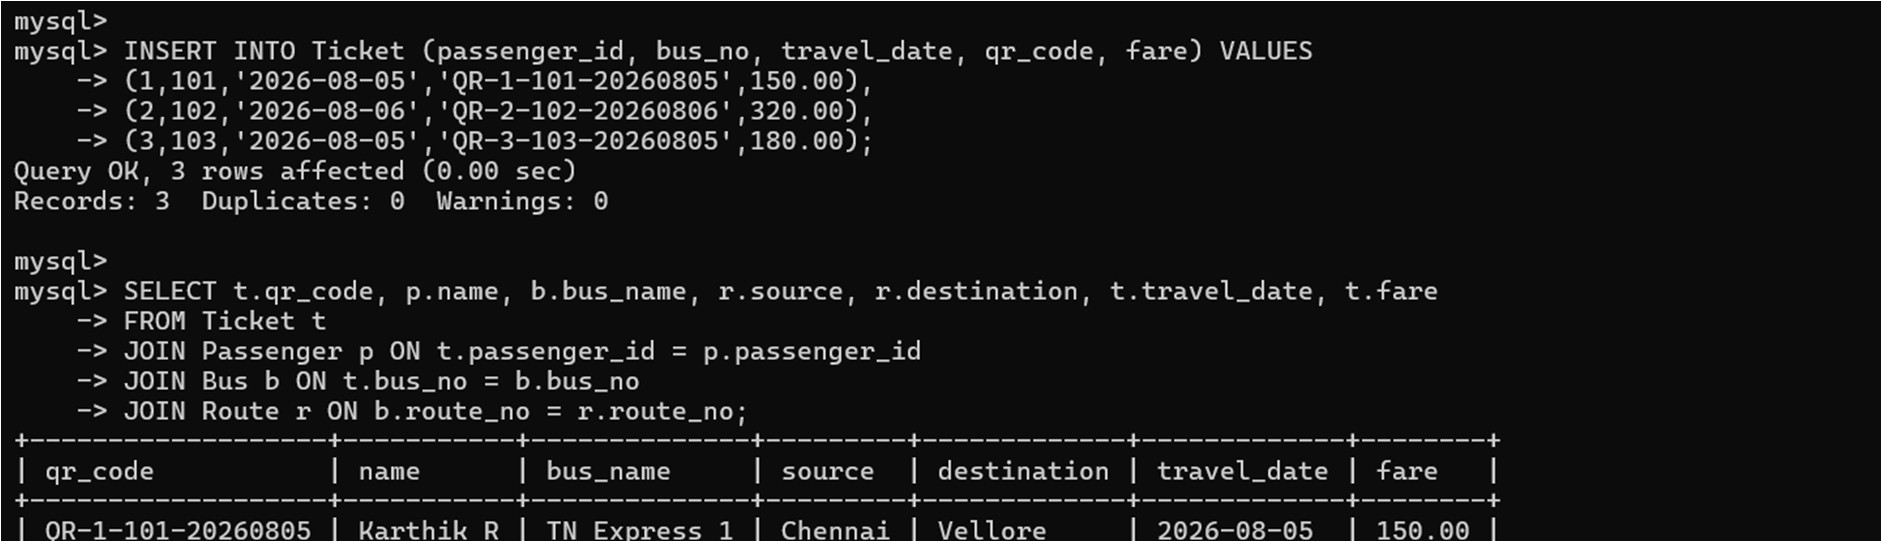 mysql>
mysql> INSERT INTO Ticket (passenger_id, bus_no, travel_date, qr_code, fare) VALUES
    -> (1,101,'2026-08-05','QR-1-101-20260805',150.00),
    -> (2,102,'2026-08-06','QR-2-102-20260806',320.00),
    -> (3,103,'2026-08-05','QR-3-103-20260805',180.00);
Query OK, 3 rows affected (0.00 sec)
Records: 3  Duplicates: 0  Warnings: 0

mysql>
mysql> SELECT t.qr_code, p.name, b.bus_name, r.source, r.destination, t.travel_date, t.fare
    -> FROM Ticket t
    -> JOIN Passenger p ON t.passenger_id = p.passenger_id
    -> JOIN Bus b ON t.bus_no = b.bus_no
    -> JOIN Route r ON b.route_no = r.route_no;
+-------------------+-----------+--------------+---------+-------------+-------------+--------+
| qr_code           | name      | bus_name     | source  | destination | travel_date | fare   |
+-------------------+-----------+--------------+---------+-------------+-------------+--------+
| QR-1-101-20260805 | Karthik R | TN Express 1 | Chennai | Vellore     | 2026-08-05  | 150.00 |